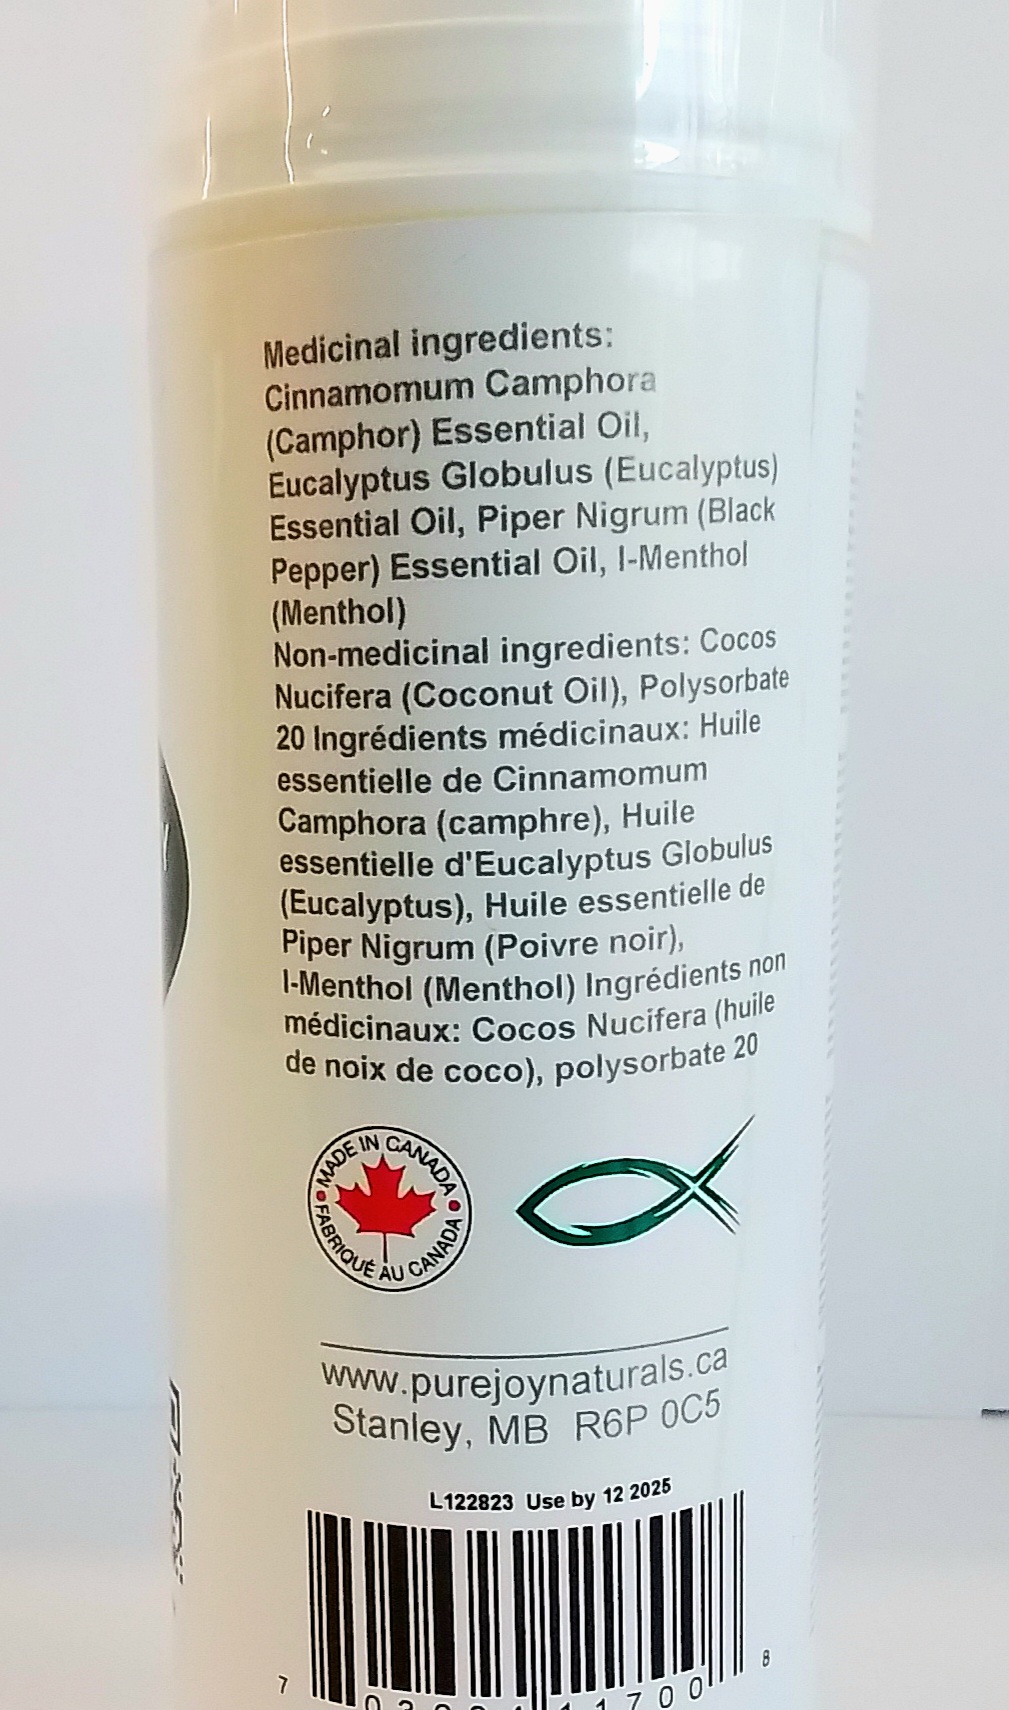 Medicinal ingredients:
Cinnamomum Camphora
(Camphor) Essential Oil,
Eucalyptus Globulus (Eucalyptus)
Essential Oil, Piper Nigrum (Black
Pepper) Essential Oil, l-Menthol
(Menthol)
Non-medicinal ingredients: Cocos
Nucifera (Coconut Oil), Polysorbate
20 Ingrédients médicinaux: Huile
essentielle de Cinnamomum
Camphora (camphre), Huile
essentielle d'Eucalyptus Globulus
(Eucalyptus), Huile essentielle de
Piper Nigrum (Poivre noir),
l-Menthol (Menthol) Ingrédients non
médicinaux: Cocos Nucifera (huile
de noix de coco), polysorbate 20
MADE IN CANADA
FABRIQUÉ AU CANADA
www.purejoynaturals.ca
Stanley, MB R6P 0C5
L122823 Use by 12 2025
7 8